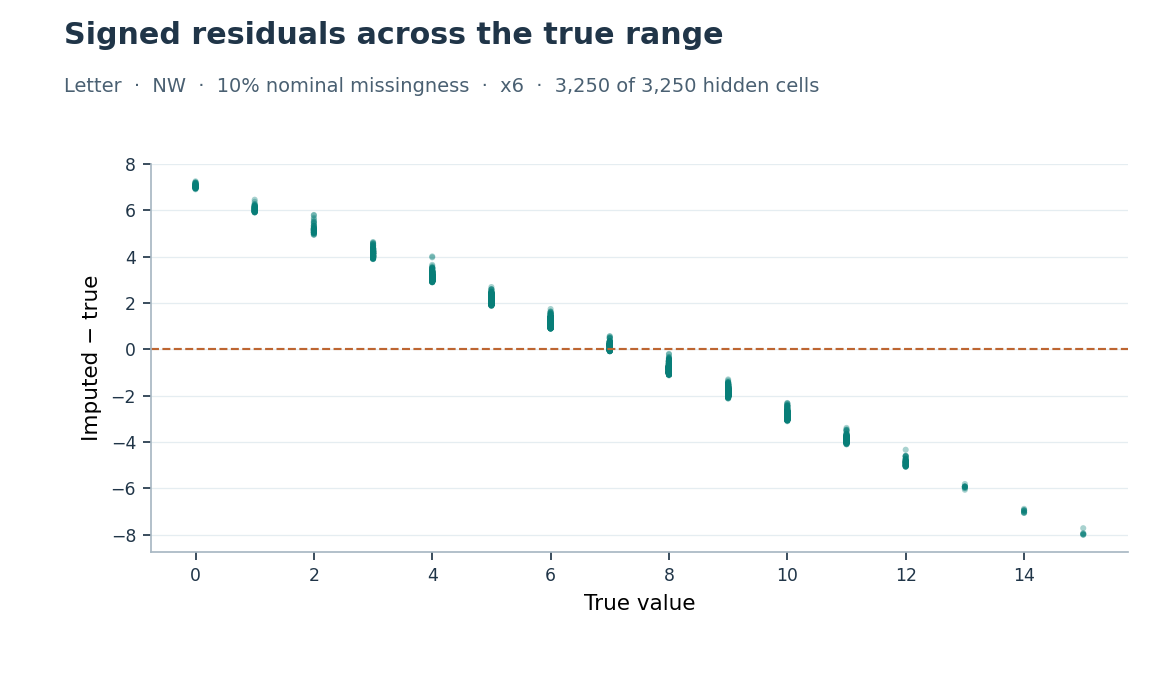 Signed residuals across the true range
Letter · NW · 10% nominal missingness · x6 · 3,250 of 3,250 hidden cells
8
6
4
2
0
−2
−4
−6
−8
Imputed − true
0 2 4 6 8 10 12 14
True value